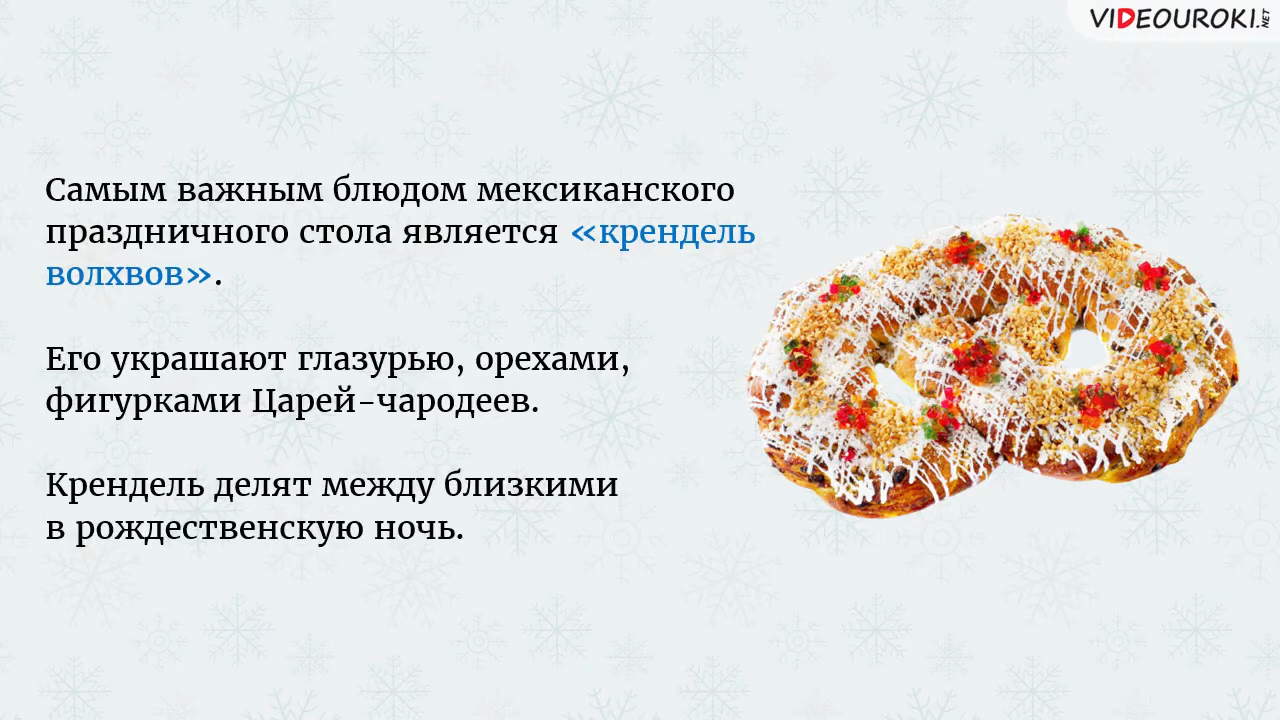 VIDEOUROKI.NET
Самым важным блюдом мексиканского
праздничного стола является «крендель
волхвов».
Его украшают глазурью, орехами,
фигурками Царей-чародеев.
Крендель делят между близкими
в рождественскую ночь.